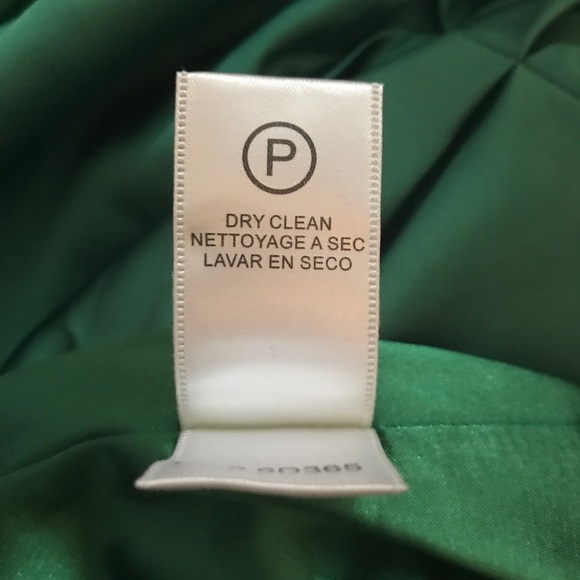 P
DRY CLEAN
NETTOYAGE A SEC
LAVAR EN SECO